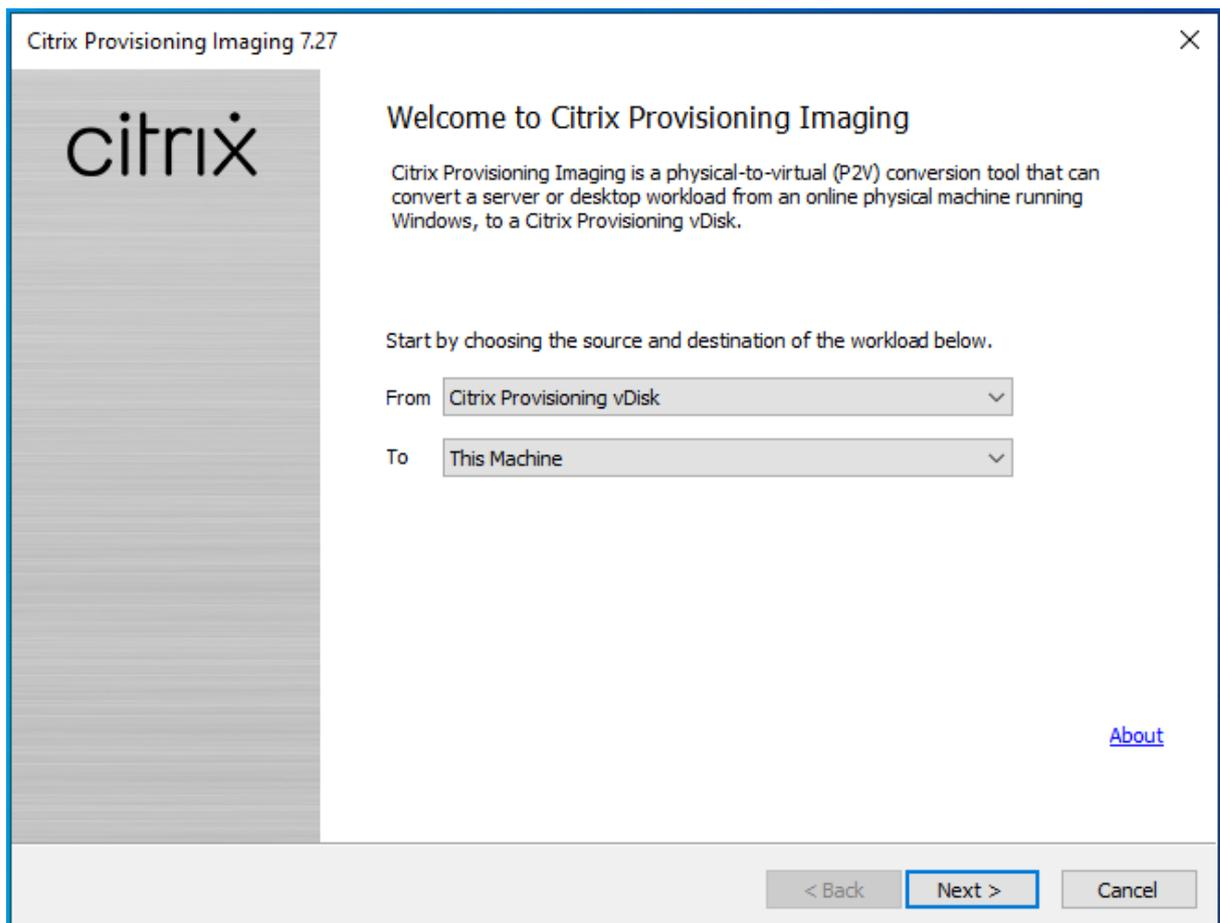 Citrix Provisioning Imaging 7.27
citrix
Welcome to Citrix Provisioning Imaging
Citrix Provisioning Imaging is a physical-to-virtual (P2V) conversion tool that can
convert a server or desktop workload from an online physical machine running
Windows, to a Citrix Provisioning vDisk.
Start by choosing the source and destination of the workload below.
From Citrix Provisioning vDisk
To This Machine
About
< Back Next > Cancel